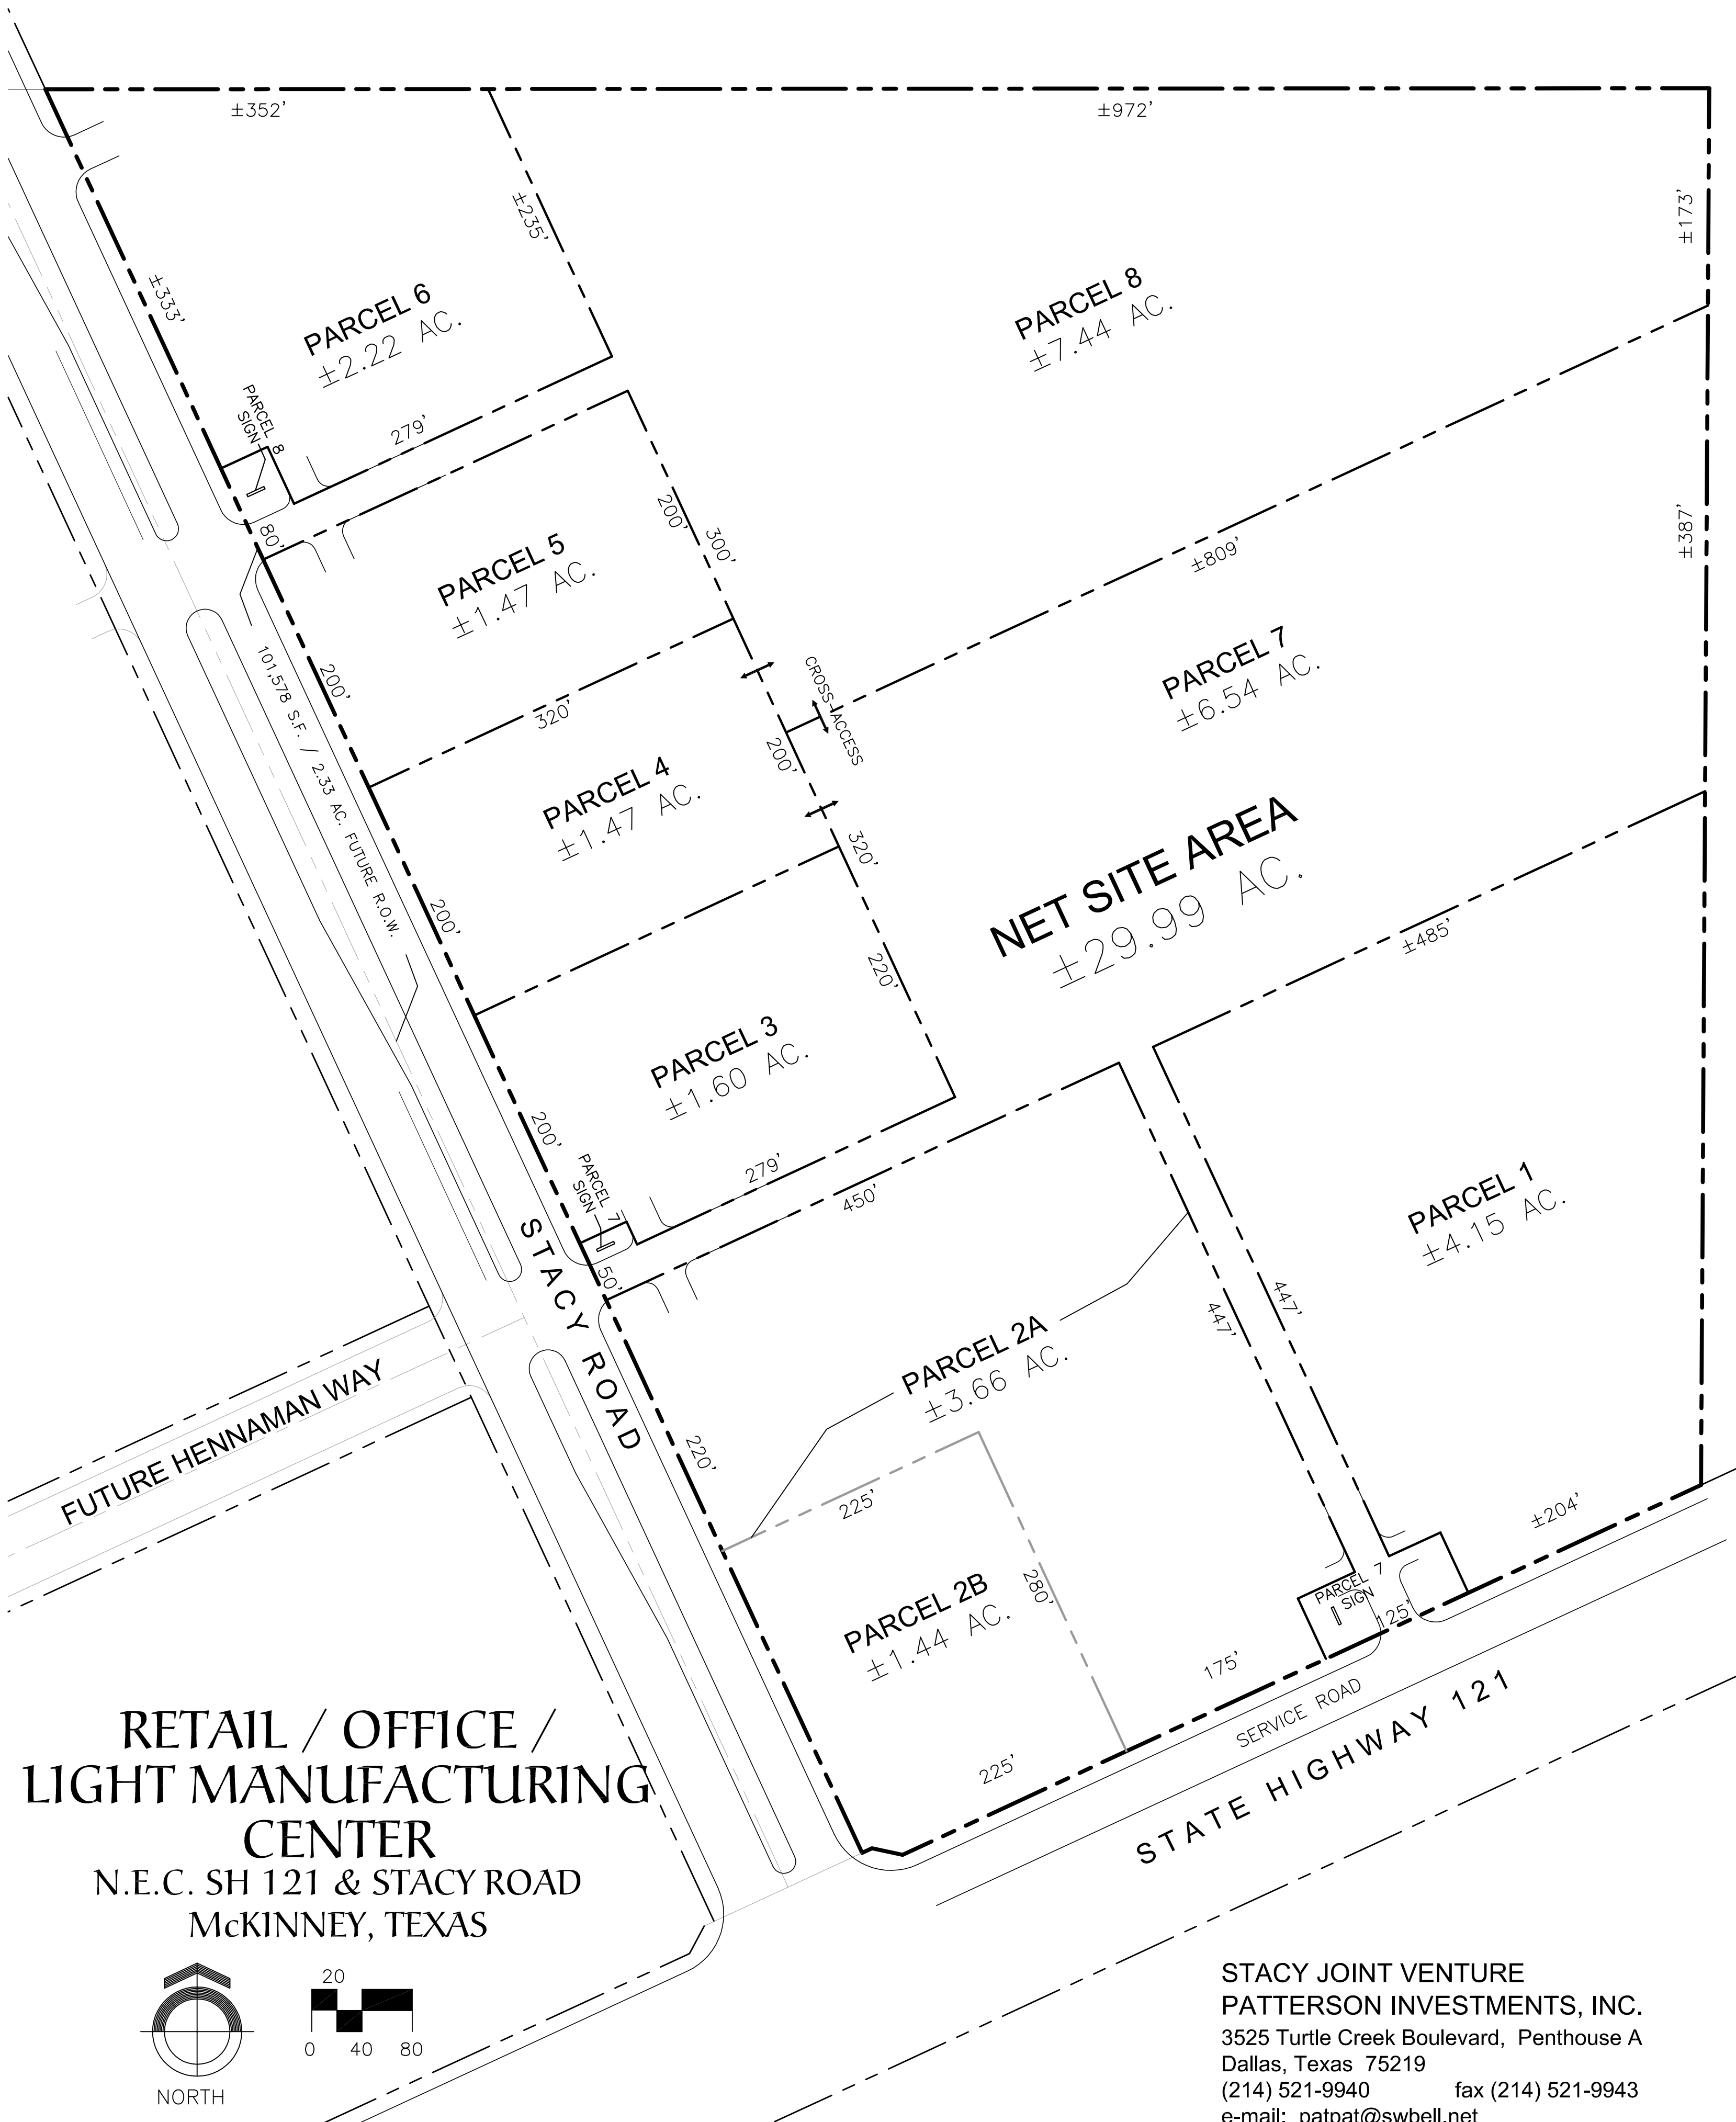 ±352'
±972'
±235'
±173'
±333'
PARCEL 6
±2.22 AC.
PARCEL 8
±7.44 AC.
PARCEL 8
SIGN
279'
80'
200'
300'
±387'
PARCEL 5
±1.47 AC.
±809'
200'
101,578 S.F. / 2.33 AC. FUTURE R.O.W.
320'
CROSS-ACCESS
PARCEL 7
±6.54 AC.
200'
PARCEL 4
±1.47 AC.
320'
NET SITE AREA
±29.99 AC.
200'
220'
±485'
PARCEL 3
±1.60 AC.
200'
PARCEL 7
SIGN
279'
450'
50'
PARCEL 1
±4.15 AC.
STACY ROAD
447'
447'
PARCEL 2A
±3.66 AC.
FUTURE HENNAMAN WAY
220'
225'
280'
PARCEL 2B
±1.44 AC.
±204'
PARCEL 7
SIGN
125'
175'
225'
SERVICE ROAD
STATE HIGHWAY 121
RETAIL / OFFICE /
LIGHT MANUFACTURING
CENTER
N.E.C. SH 121 & STACY ROAD
McKINNEY, TEXAS
20
0 40 80
NORTH
STACY JOINT VENTURE
PATTERSON INVESTMENTS, INC.
3525 Turtle Creek Boulevard, Penthouse A
Dallas, Texas 75219
(214) 521-9940 fax (214) 521-9943
e-mail: patpat@swbell.net